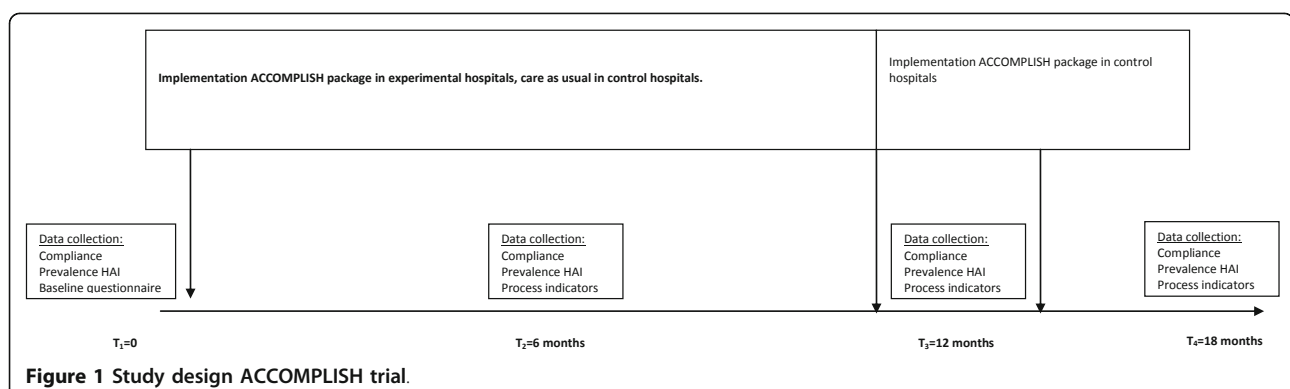 Implementation ACCOMPLISH package in experimental hospitals, care as usual in control hospitals.
Implementation ACCOMPLISH package in control
hospitals
Data collection:
Compliance
Prevalence HAI
Baseline questionnaire
Data collection:
Compliance
Prevalence HAI
Process indicators
Data collection:
Compliance
Prevalence HAI
Process indicators
Data collection:
Compliance
Prevalence HAI
Process indicators
T₁=0
T₂=6 months
T₃=12 months
T₄=18 months
Figure 1 Study design ACCOMPLISH trial.